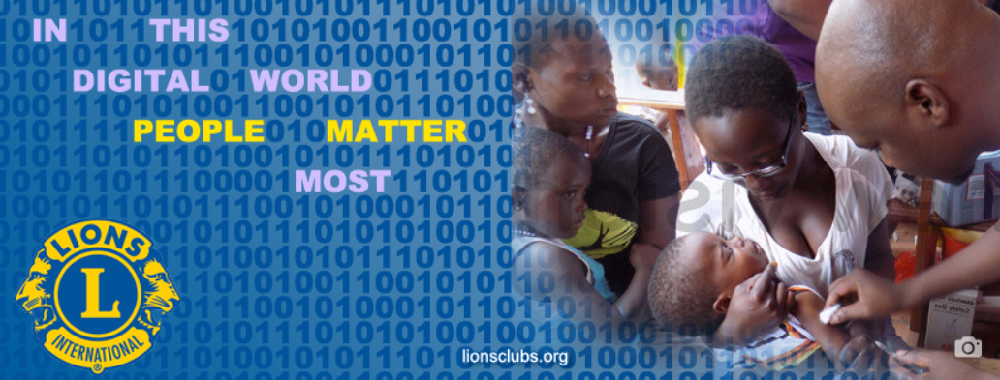 IN THIS
DIGITAL WORLD
PEOPLE MATTER
MOST
LIONS
L
INTERNATIONAL
®
lionsclubs.org